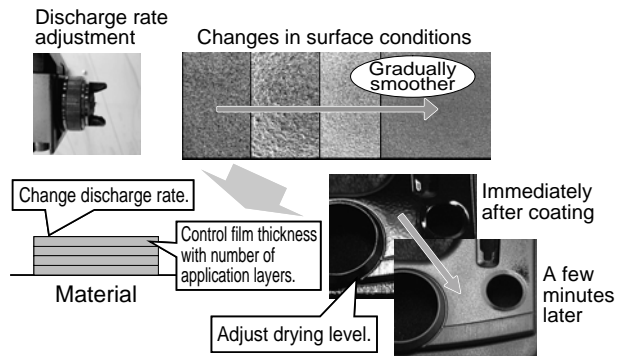 Discharge rate
adjustment
Changes in surface conditions
Gradually
smoother
Change discharge rate.
Control film thickness
with number of
application layers.
Material
Immediately
after coating
A few
minutes
later
Adjust drying level.